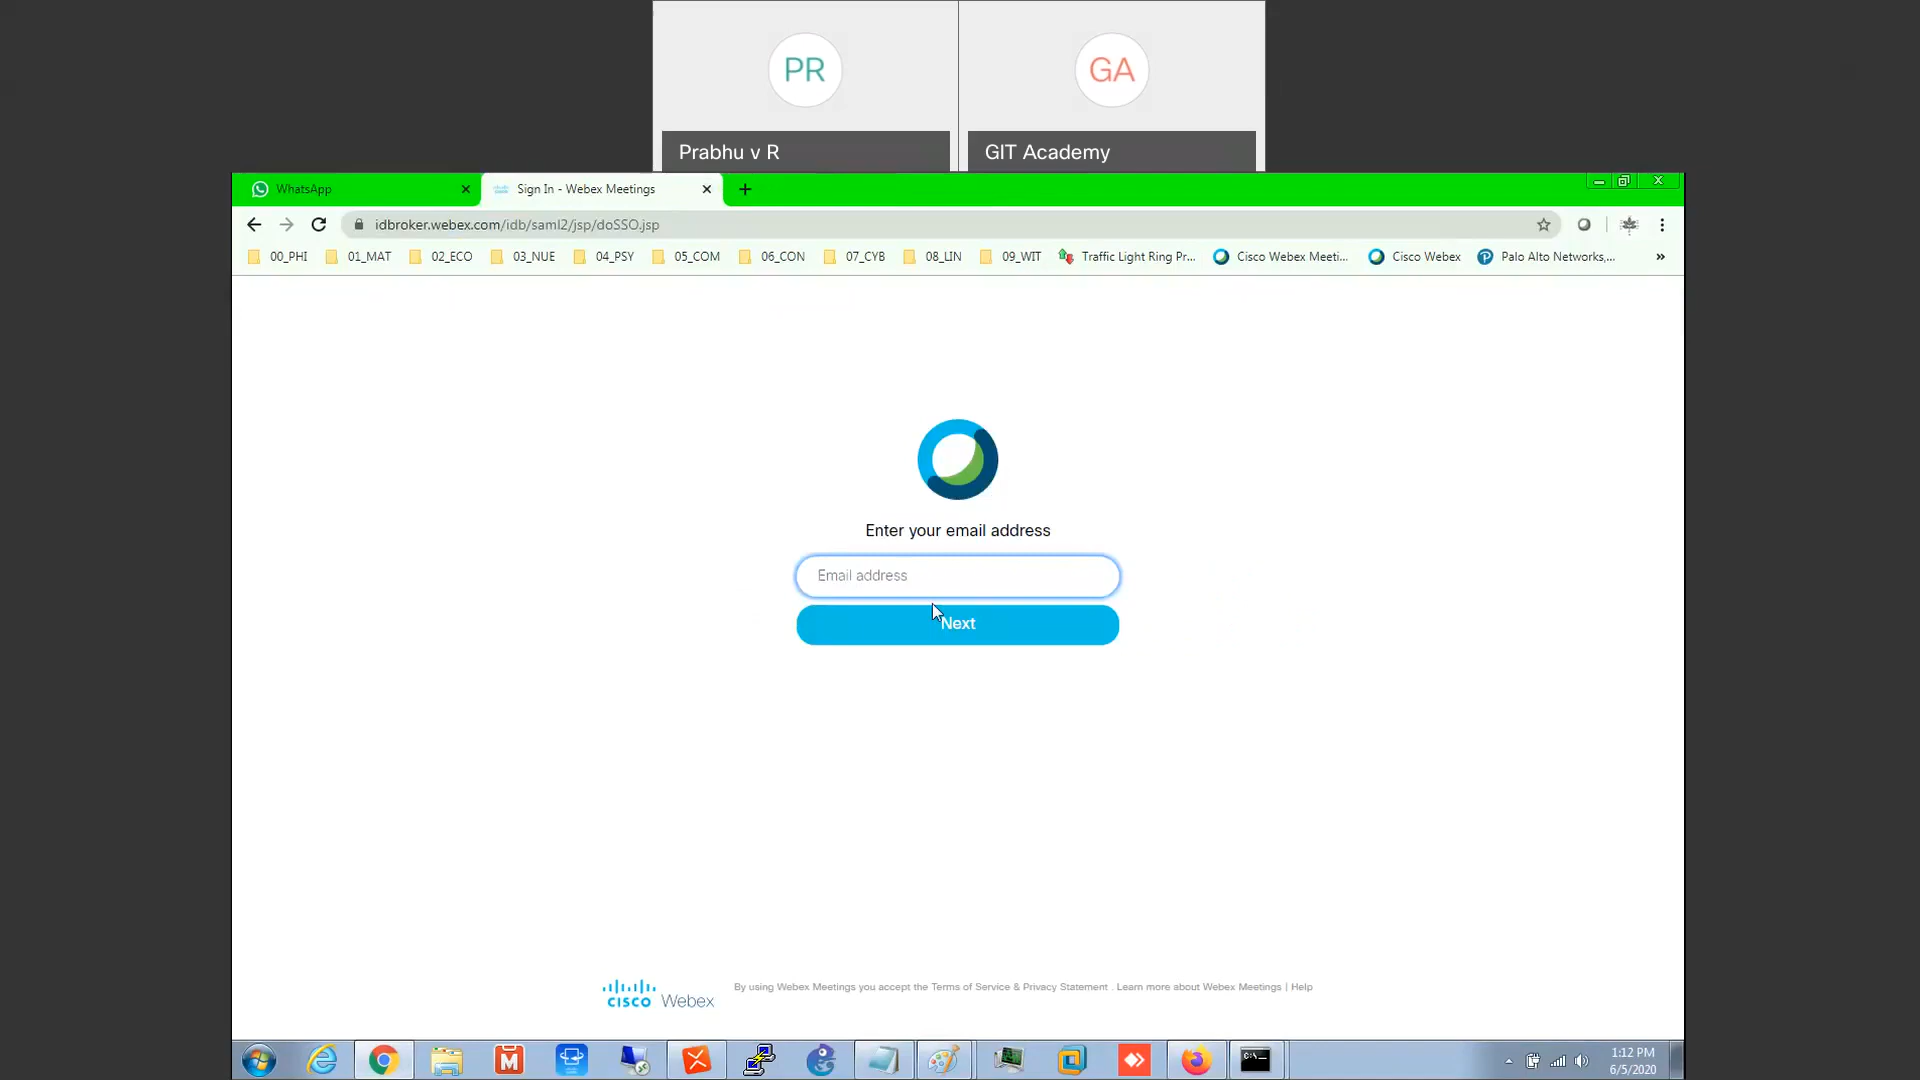 PR
GA
Prabhu v R
GIT Academy
WhatsApp
Sign In - Webex Meetings
idbroker.webex.com/idb/saml2/jsp/doSSO.jsp
00_PHI 01_MAT 02_ECO 03_NUE 04_PSY 05_COM 06_CON 07_CYB 08_LIN 09_WIT Traffic Light Ring Pr... Cisco Webex Meeti... Cisco Webex Palo Alto Networks,... »
Enter your email address
Email address
Next
cisco Webex
By using Webex Meetings you accept the Terms of Service & Privacy Statement . Learn more about Webex Meetings | Help
1:12 PM
6/5/2020